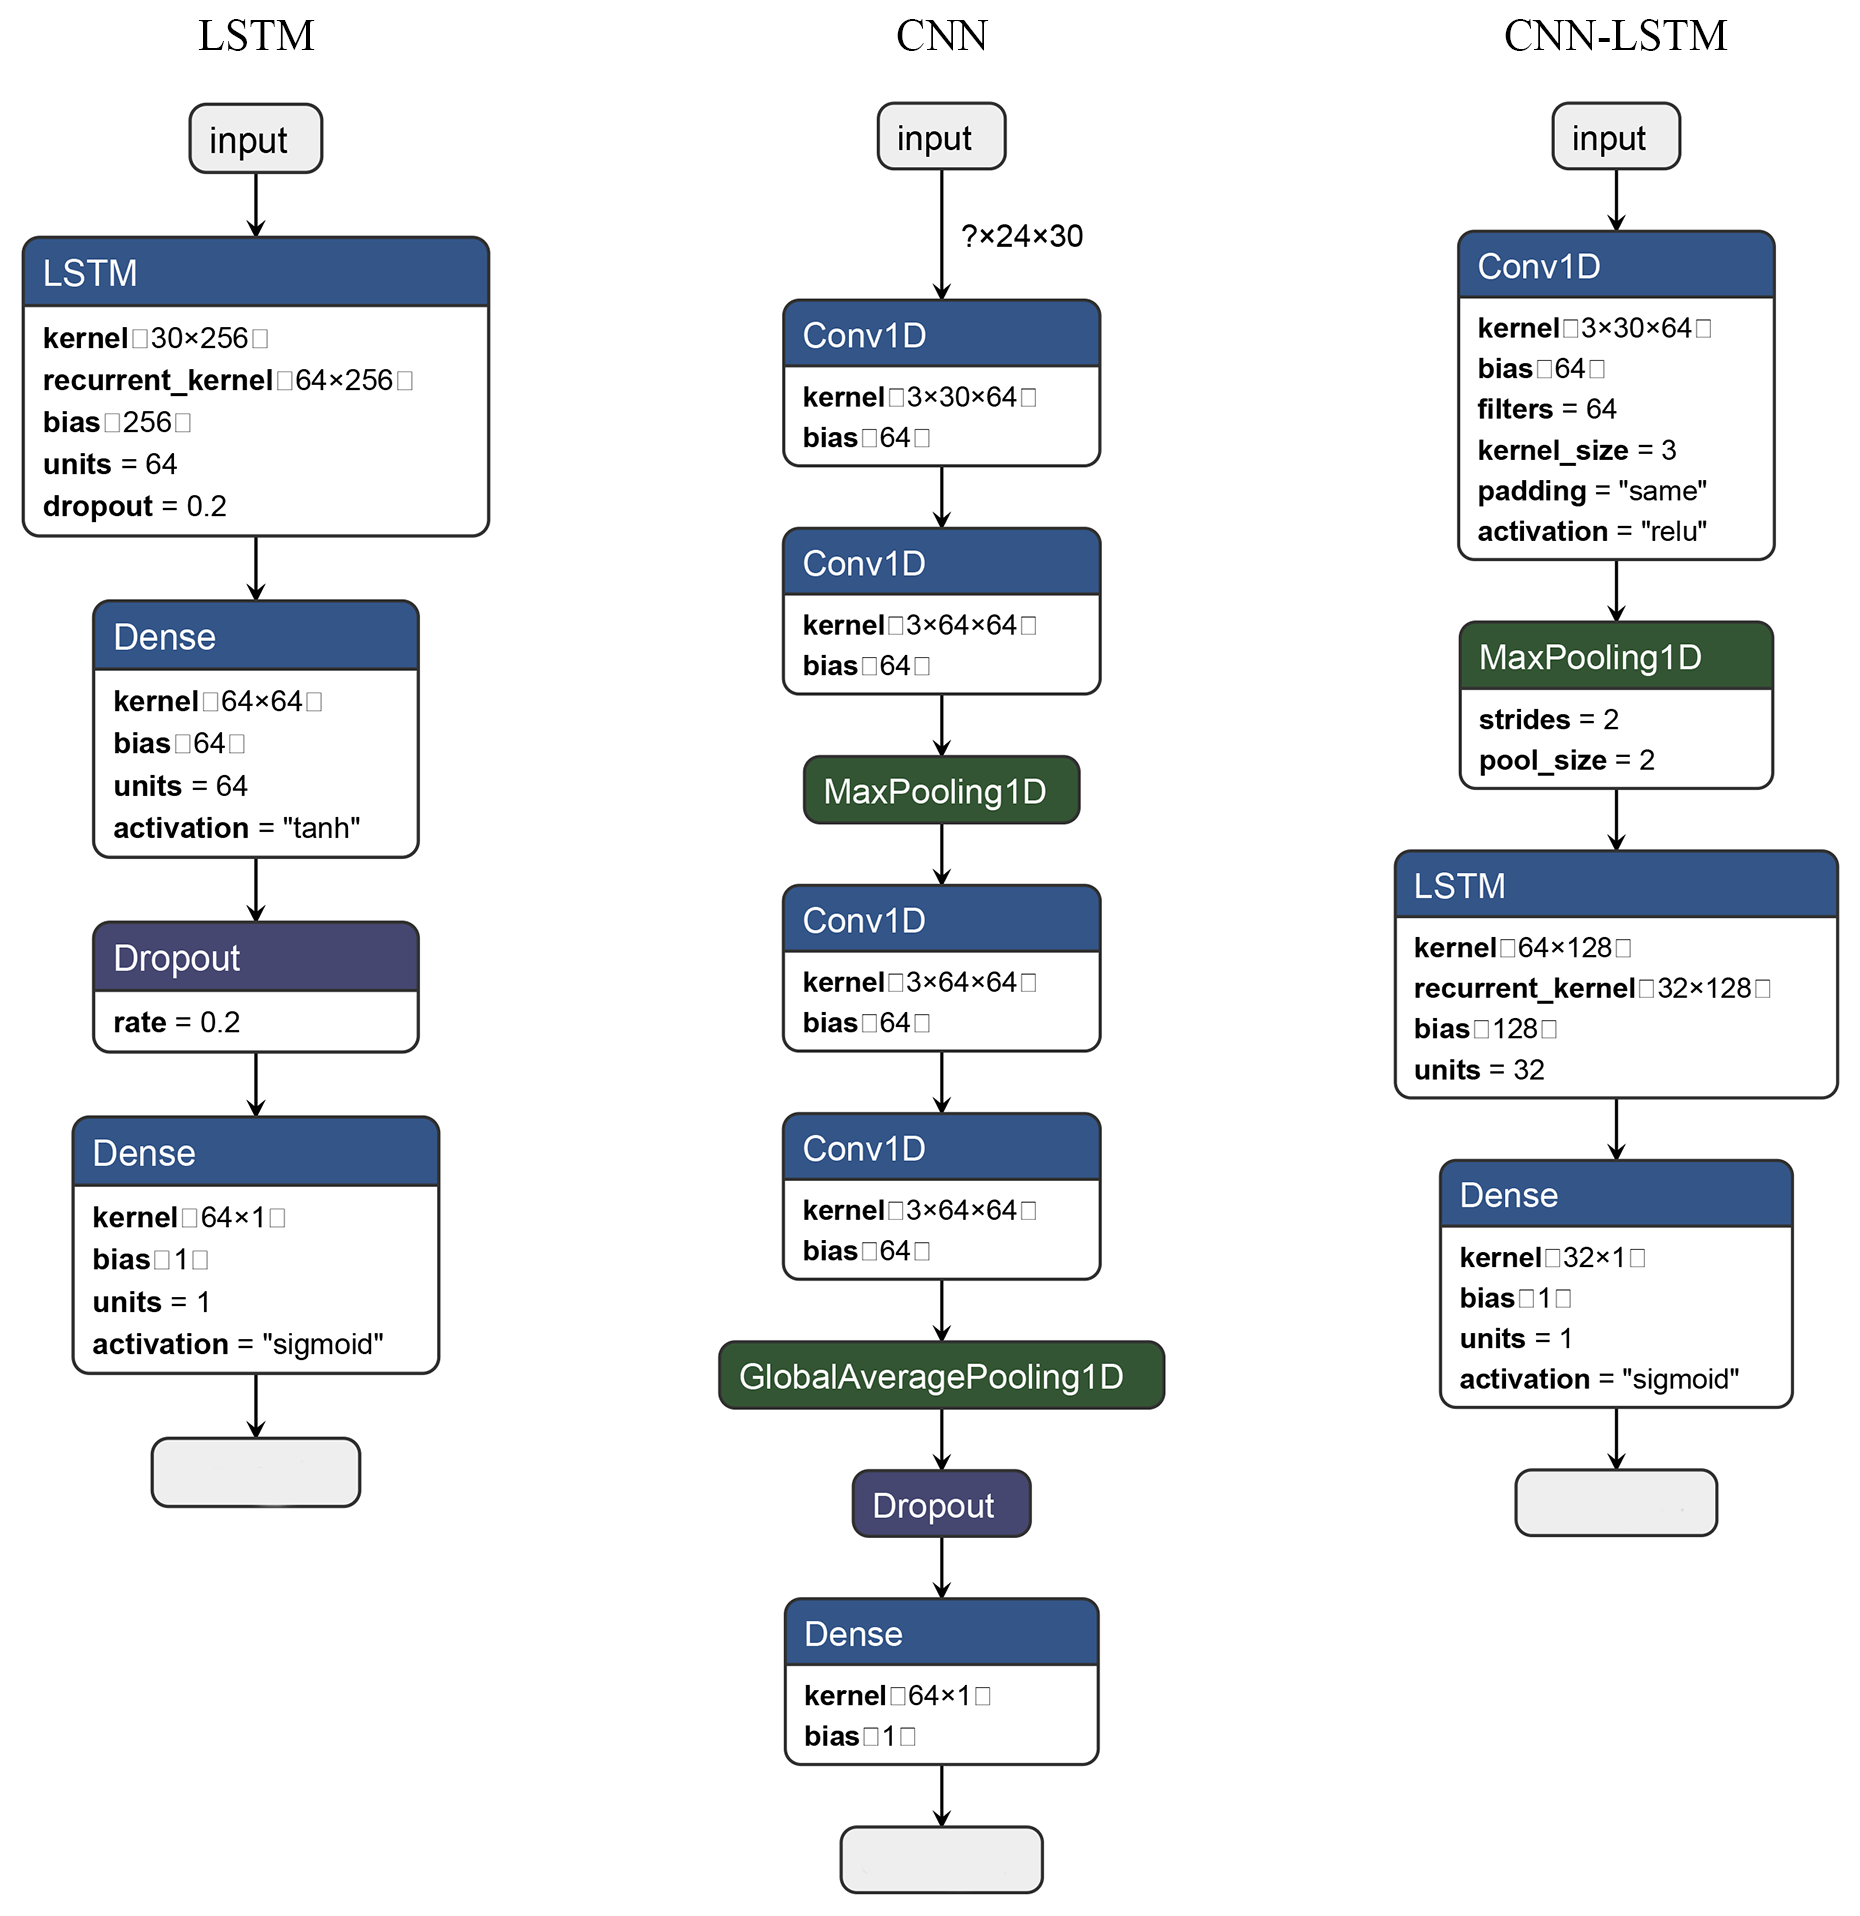 LSTM
input
LSTM
kernel〈30×256〉
recurrent_kernel〈64×256〉
bias〈256〉
units = 64
dropout = 0.2
Dense
kernel〈64×64〉
bias〈64〉
units = 64
activation = "tanh"
Dropout
rate = 0.2
Dense
kernel〈64×1〉
bias〈1〉
units = 1
activation = "sigmoid"
CNN
input
?×24×30
Conv1D
kernel〈3×30×64〉
bias〈64〉
Conv1D
kernel〈3×64×64〉
bias〈64〉
MaxPooling1D
Conv1D
kernel〈3×64×64〉
bias〈64〉
Conv1D
kernel〈3×64×64〉
bias〈64〉
GlobalAveragePooling1D
Dropout
Dense
kernel〈64×1〉
bias〈1〉
CNN-LSTM
input
Conv1D
kernel〈3×30×64〉
bias〈64〉
filters = 64
kernel_size = 3
padding = "same"
activation = "relu"
MaxPooling1D
strides = 2
pool_size = 2
LSTM
kernel〈64×128〉
recurrent_kernel〈32×128〉
bias〈128〉
units = 32
Dense
kernel〈32×1〉
bias〈1〉
units = 1
activation = "sigmoid"